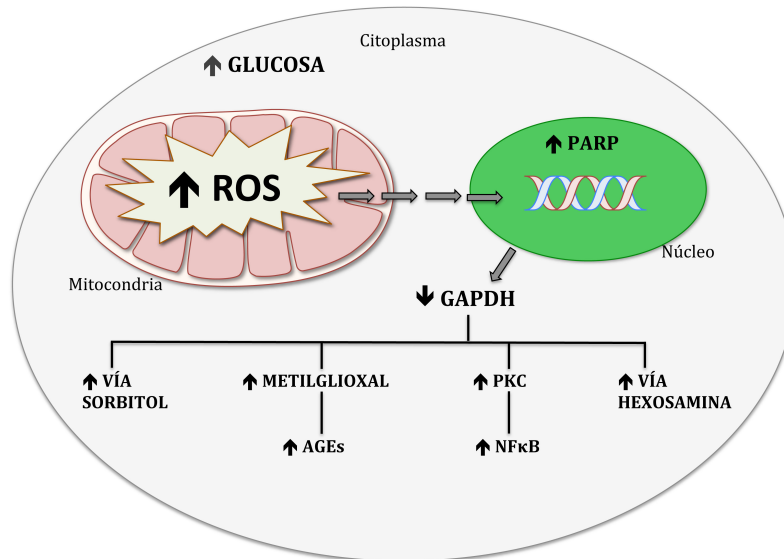 Citoplasma
GLUCOSA
PARP
ROS
Núcleo
Mitocondria
GAPDH
VÍA
SORBITOL
METILGLIOXAL
PKC
VÍA
HEXOSAMINA
AGEs
NFκB